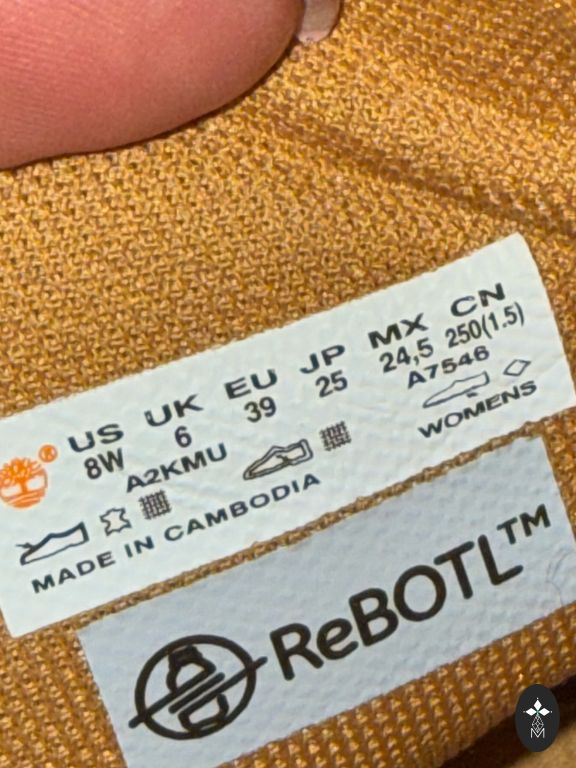 US UK EU JP MX CN
8W 6 39 25 24,5 250(1.5)
A2KMU A7546
WOMENS
MADE IN CAMBODIA
ReBOTL™
M